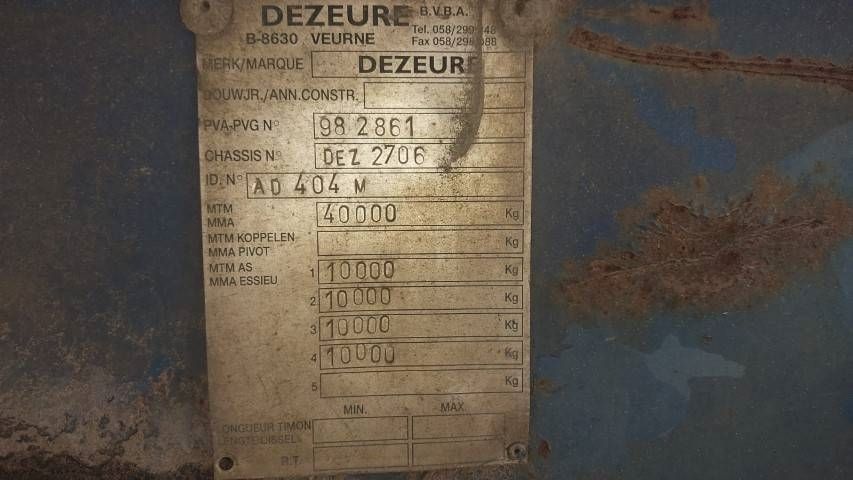 DEZEURE B.V.B.A.
B-8630 VEURNE
MERK/MARQUE DEZEURE
BOUWJR./ANN.CONSTR.
PVA-PVG N° 98 2861
CHASSIS N° DEZ 2706
ID. N° AD 404 M
MTM
MMA 40000 Kg
MTM KOPPELEN
MMA PIVOT Kg
MTM AS
MMA ESSIEU
1 10000 Kg
2 10000 Kg
3 10000 Kg
4 10000 Kg
5 Kg
MIN. MAX.
LONGUEUR TIMON
R.T.